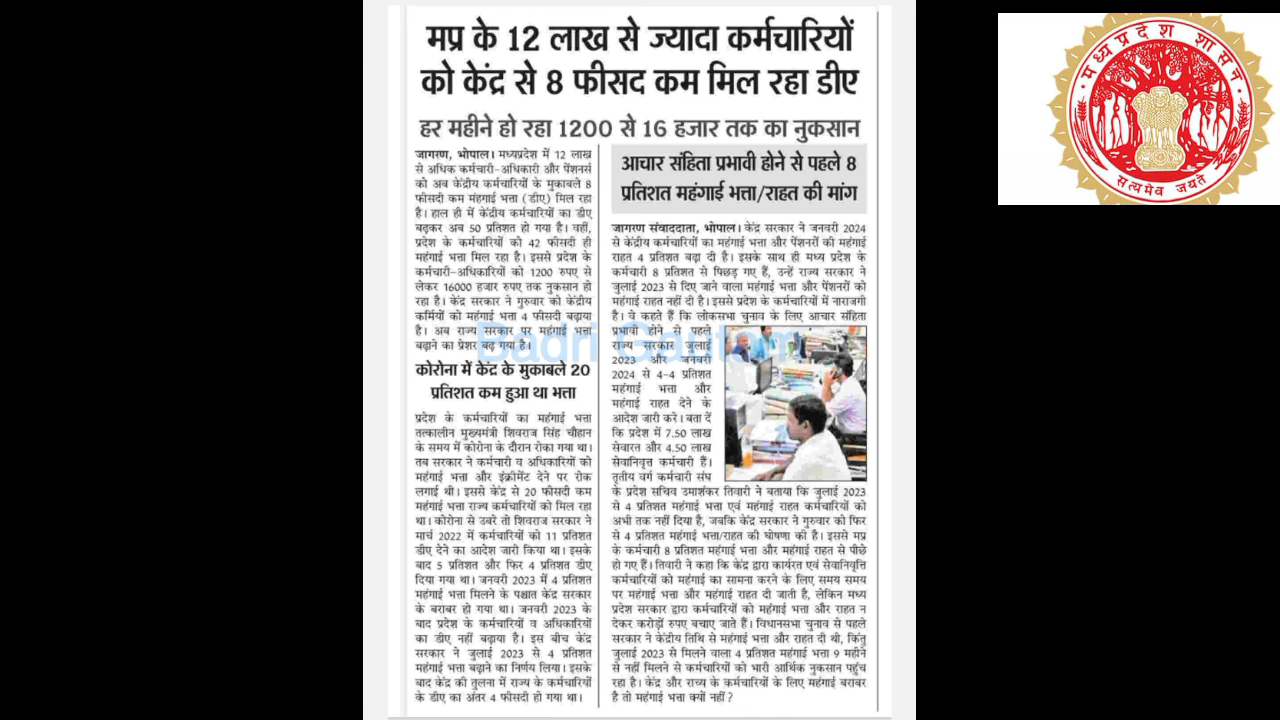 मप्र के 12 लाख से ज्यादा कर्मचारियों
को केंद्र से 8 फीसद कम मिल रहा डीए
हर महीने हो रहा 1200 से 16 हजार तक का नुकसान
जागरण, भोपाल। मध्यप्रदेश में 12 लाख
से अधिक कर्मचारी-अधिकारी और पेंशनर्स
को अब केंद्रीय कर्मचारियों के मुकाबले 8
फीसदी कम मंहगाई भत्ता (डीए) मिल रहा
है। हाल ही में केंद्रीय कर्मचारियों का डीए
बढ़कर अब 50 प्रतिशत हो गया है। वहीं,
प्रदेश के कर्मचारियों को 42 फीसदी ही
महंगाई भत्ता मिल रहा है। इससे प्रदेश के
कर्मचारी-अधिकारियों को 1200 रुपए से
लेकर 16000 हजार रुपए तक नुकसान हो
रहा है। केंद्र सरकार ने गुरुवार को केंद्रीय
कर्मियों को महंगाई भत्ता 4 फीसदी बढ़ाया
है। अब राज्य सरकार पर महंगाई भत्ता
बढ़ाने का प्रेशर बढ़ गया है।
कोरोना में केंद्र के मुकाबले 20
प्रतिशत कम हुआ था भत्ता
प्रदेश के कर्मचारियों का महंगाई भत्ता
तत्कालीन मुख्यमंत्री शिवराज सिंह चौहान
के समय में कोरोना के दौरान रोका गया था।
तब सरकार ने कर्मचारी व अधिकारियों को
महंगाई भत्ता और इंक्रीमेंट देने पर रोक
लगाई थी। इससे केंद्र से 20 फीसदी कम
महंगाई भत्ता राज्य कर्मचारियों को मिल रहा
था। कोरोना से उबरे तो शिवराज सरकार ने
मार्च 2022 में कर्मचारियों को 11 प्रतिशत
डीए देने का आदेश जारी किया था। इसके
बाद 5 प्रतिशत और फिर 4 प्रतिशत डीए
दिया गया था। जनवरी 2023 में 4 प्रतिशत
महंगाई भत्ता मिलने के पश्चात केंद्र सरकार
के बराबर हो गया था। जनवरी 2023 के
बाद प्रदेश के कर्मचारियों व अधिकारियों
का डीए नहीं बढ़ाया है। इस बीच केंद्र
सरकार ने जुलाई 2023 से 4 प्रतिशत
महंगाई भत्ता बढ़ाने का निर्णय लिया। इसके
बाद केंद्र की तुलना में राज्य के कर्मचारियों
के डीए का अंतर 4 फीसदी हो गया था।
आचार संहिता प्रभावी होने से पहले 8
प्रतिशत महंगाई भत्ता/राहत की मांग
जागरण संवाददाता, भोपाल। केंद्र सरकार ने जनवरी 2024
से केंद्रीय कर्मचारियों का महंगाई भत्ता और पेंशनरों की महंगाई
राहत 4 प्रतिशत बढ़ा दी है। इसके साथ ही मध्य प्रदेश के
कर्मचारी 8 प्रतिशत से पिछड़ गए हैं, उन्हें राज्य सरकार ने
जुलाई 2023 से दिए जाने वाला महंगाई भत्ता और पेंशनरों को
महंगाई राहत नहीं दी है। इससे प्रदेश के कर्मचारियों में नाराजगी
है। वे कहते हैं कि लोकसभा चुनाव के लिए आचार संहिता
प्रभावी होने से पहले
राज्य सरकार जुलाई
2023 और जनवरी
2024 से 4-4 प्रतिशत
महंगाई भत्ता और
महंगाई राहत देने के
आदेश जारी करे। बता दें
कि प्रदेश में 7.50 लाख
सेवारत और 4.50 लाख
सेवानिवृत्त कर्मचारी हैं।
तृतीय वर्ग कर्मचारी संघ
के प्रदेश सचिव उमाशंकर तिवारी ने बताया कि जुलाई 2023
से 4 प्रतिशत महंगाई भत्ता एवं महंगाई राहत कर्मचारियों को
अभी तक नहीं दिया है, जबकि केंद्र सरकार ने गुरुवार को फिर
से 4 प्रतिशत महंगाई भत्ता/राहत की घोषणा की है। इससे मप्र
के कर्मचारी 8 प्रतिशत महंगाई भत्ता और महंगाई राहत से पीछे
हो गए हैं। तिवारी ने कहा कि केंद्र द्वारा कार्यरत एवं सेवानिवृत्ति
कर्मचारियों को महंगाई का सामना करने के लिए समय समय
पर महंगाई भत्ता और महंगाई राहत दी जाती है, लेकिन मध्य
प्रदेश सरकार द्वारा कर्मचारियों को महंगाई भत्ता और राहत न
देकर करोड़ों रुपए बचाए जाते हैं। विधानसभा चुनाव से पहले
सरकार ने केंद्रीय तिथि से महंगाई भत्ता और राहत दी थी, किंतु
जुलाई 2023 से मिलने वाला 4 प्रतिशत महंगाई भत्ता 9 महीने
से नहीं मिलने से कर्मचारियों को भारी आर्थिक नुकसान पहुंच
रहा है। केंद्र और राज्य के कर्मचारियों के लिए महंगाई बराबर
है तो महंगाई भत्ता क्यों नहीं?
Badri Gautam
मध्यप्रदेश शासन
सत्यमेव जयते